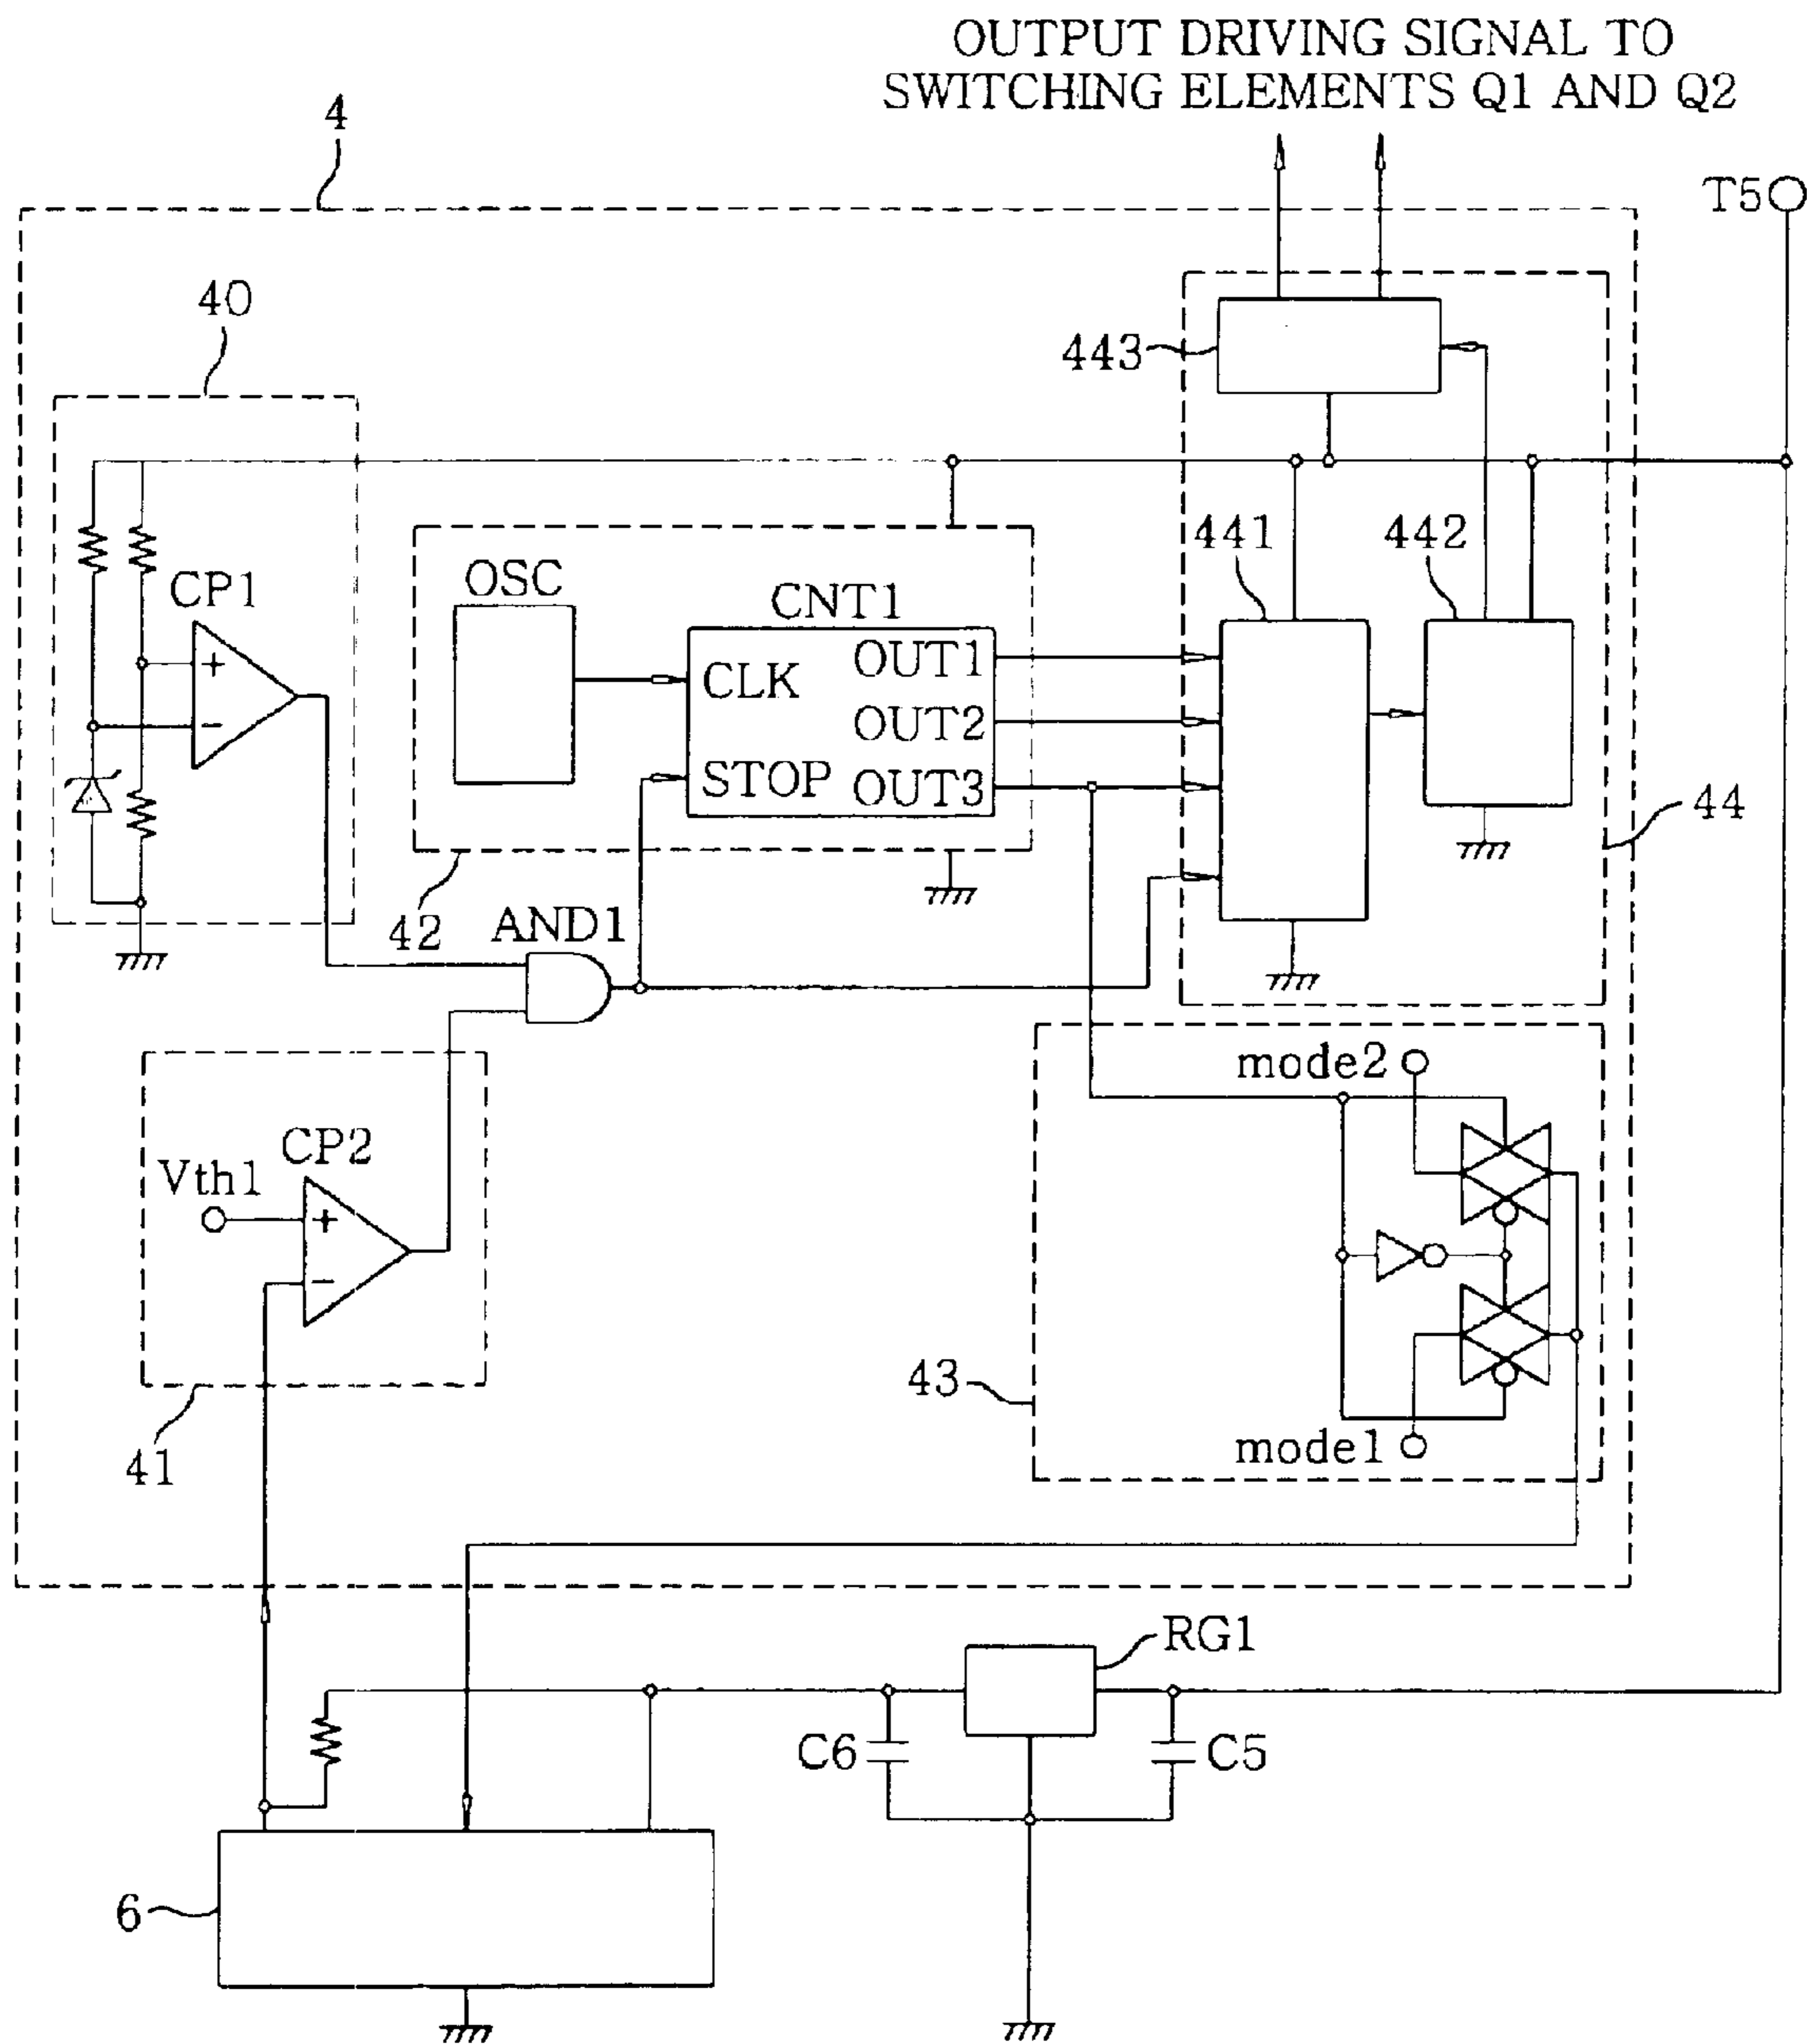 OUTPUT DRIVING SIGNAL TO
SWITCHING ELEMENTS Q1 AND Q2
4
T5
40
443
441
442
CP1
OSC
CNT1
+
−
CLK
OUT1
OUT2
STOP
OUT3
44
42
AND1
mode2
CP2
Vth1
+
−
43
41
mode1
RG1
C6
C5
6